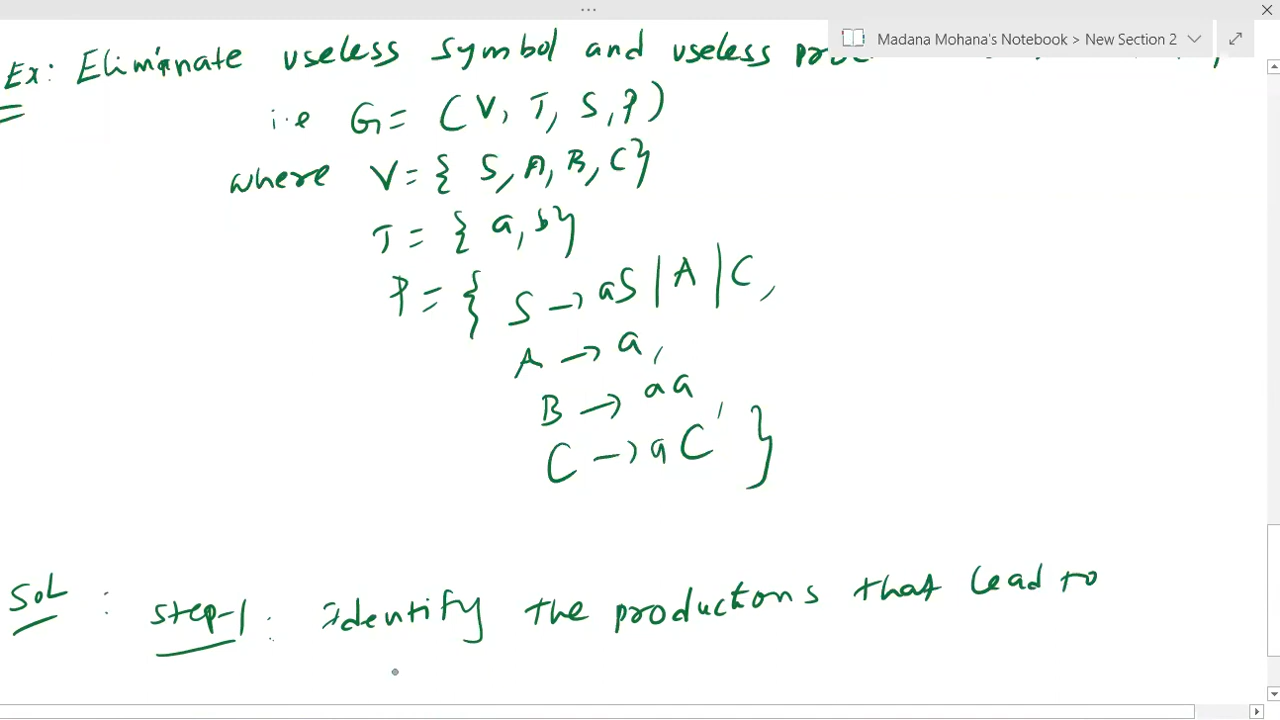 Madana Mohana's Notebook > New Section 2
Ex: Eliminate useless symbol and useless
i.e G = (V, T, S, P)
where V = { S, A, B, C }
T = { a, b }
P = { S → aS | A | C,
A → a,
B → aa,
C → aC }
Sol : Step-1 : Identify the productions that lead to